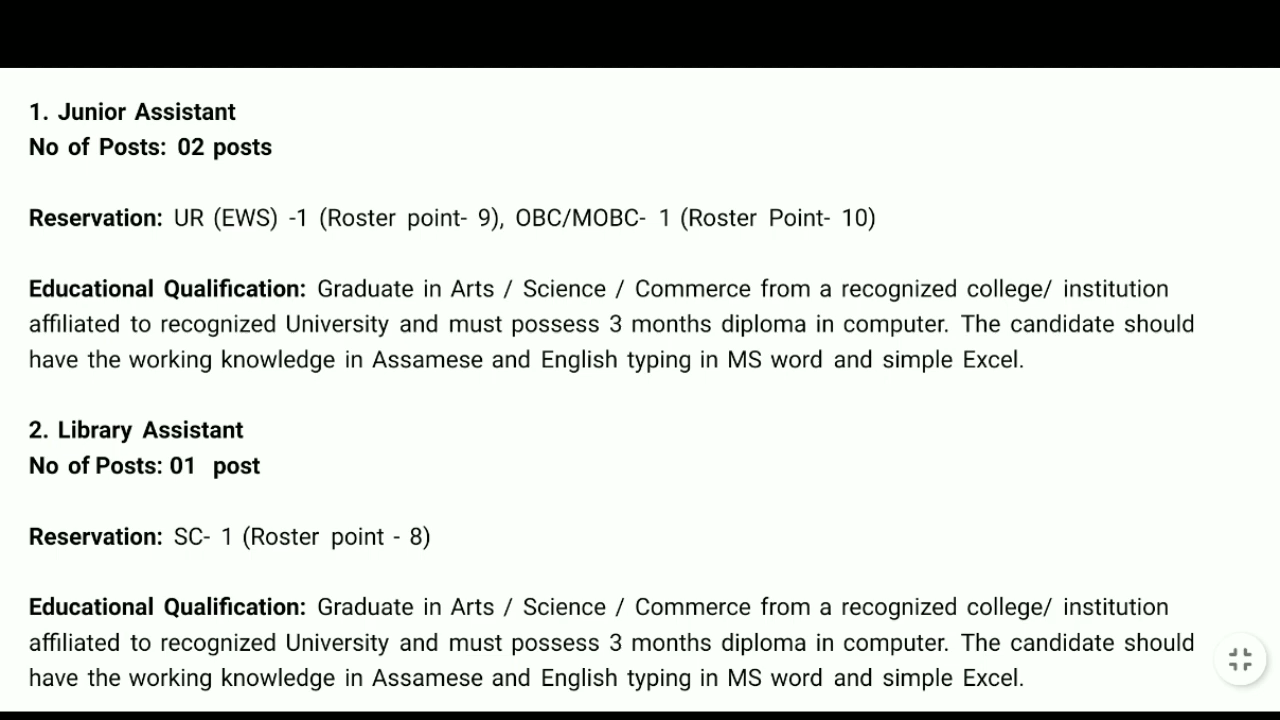 1. Junior Assistant
No of Posts: 02 posts
Reservation: UR (EWS) -1 (Roster point- 9), OBC/MOBC- 1 (Roster Point- 10)
Educational Qualification: Graduate in Arts / Science / Commerce from a recognized college/ institution
affiliated to recognized University and must possess 3 months diploma in computer. The candidate should
have the working knowledge in Assamese and English typing in MS word and simple Excel.
2. Library Assistant
No of Posts: 01 post
Reservation: SC- 1 (Roster point - 8)
Educational Qualification: Graduate in Arts / Science / Commerce from a recognized college/ institution
affiliated to recognized University and must possess 3 months diploma in computer. The candidate should
have the working knowledge in Assamese and English typing in MS word and simple Excel.